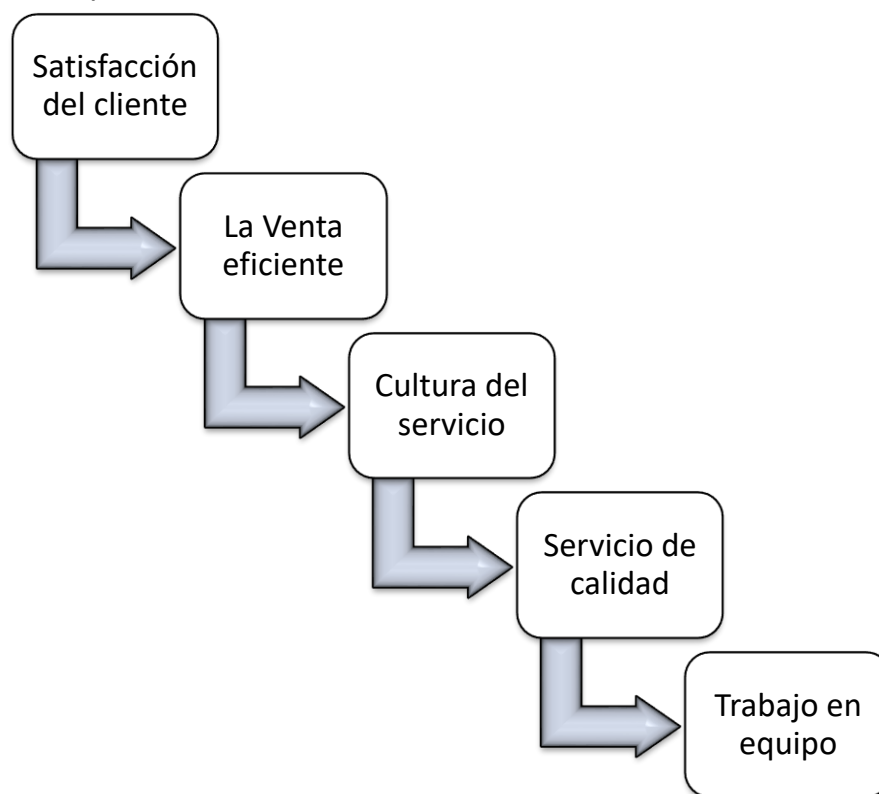 Satisfacción
del cliente
La Venta
eficiente
Cultura del
servicio
Servicio de
calidad
Trabajo en
equipo